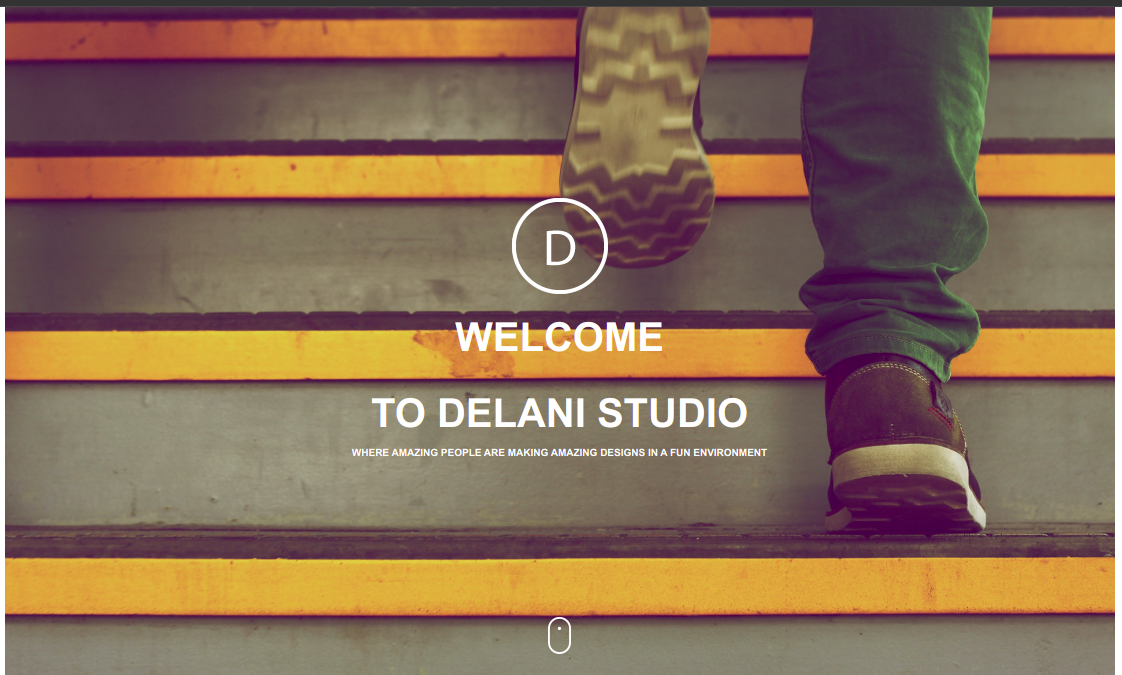 D
WELCOME
TO DELANI STUDIO
WHERE AMAZING PEOPLE ARE MAKING AMAZING DESIGNS IN A FUN ENVIRONMENT